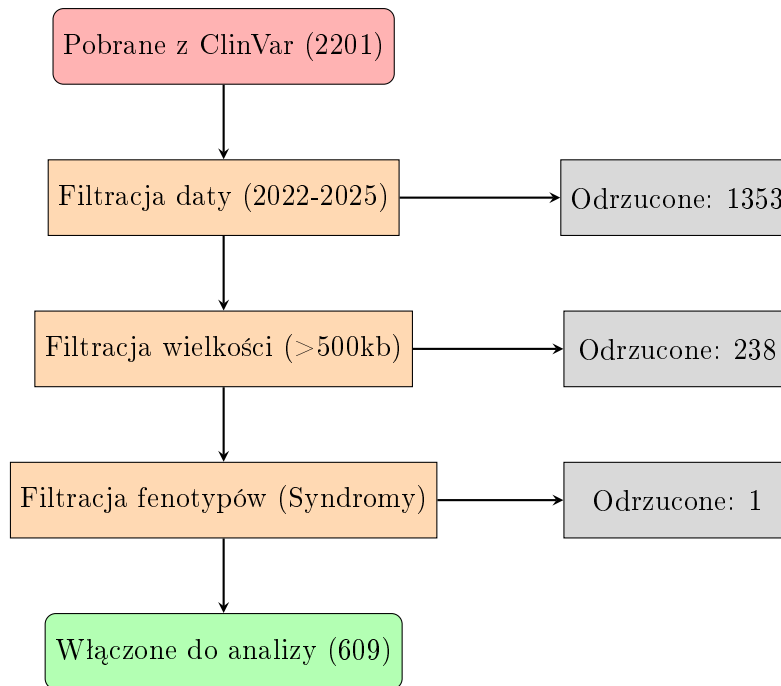 Pobrane z ClinVar (2201)
Filtracja daty (2022-2025)
Odrzucone: 1353
Filtracja wielkości (>500kb)
Odrzucone: 238
Filtracja fenotypów (Syndromy)
Odrzucone: 1
Włączone do analizy (609)